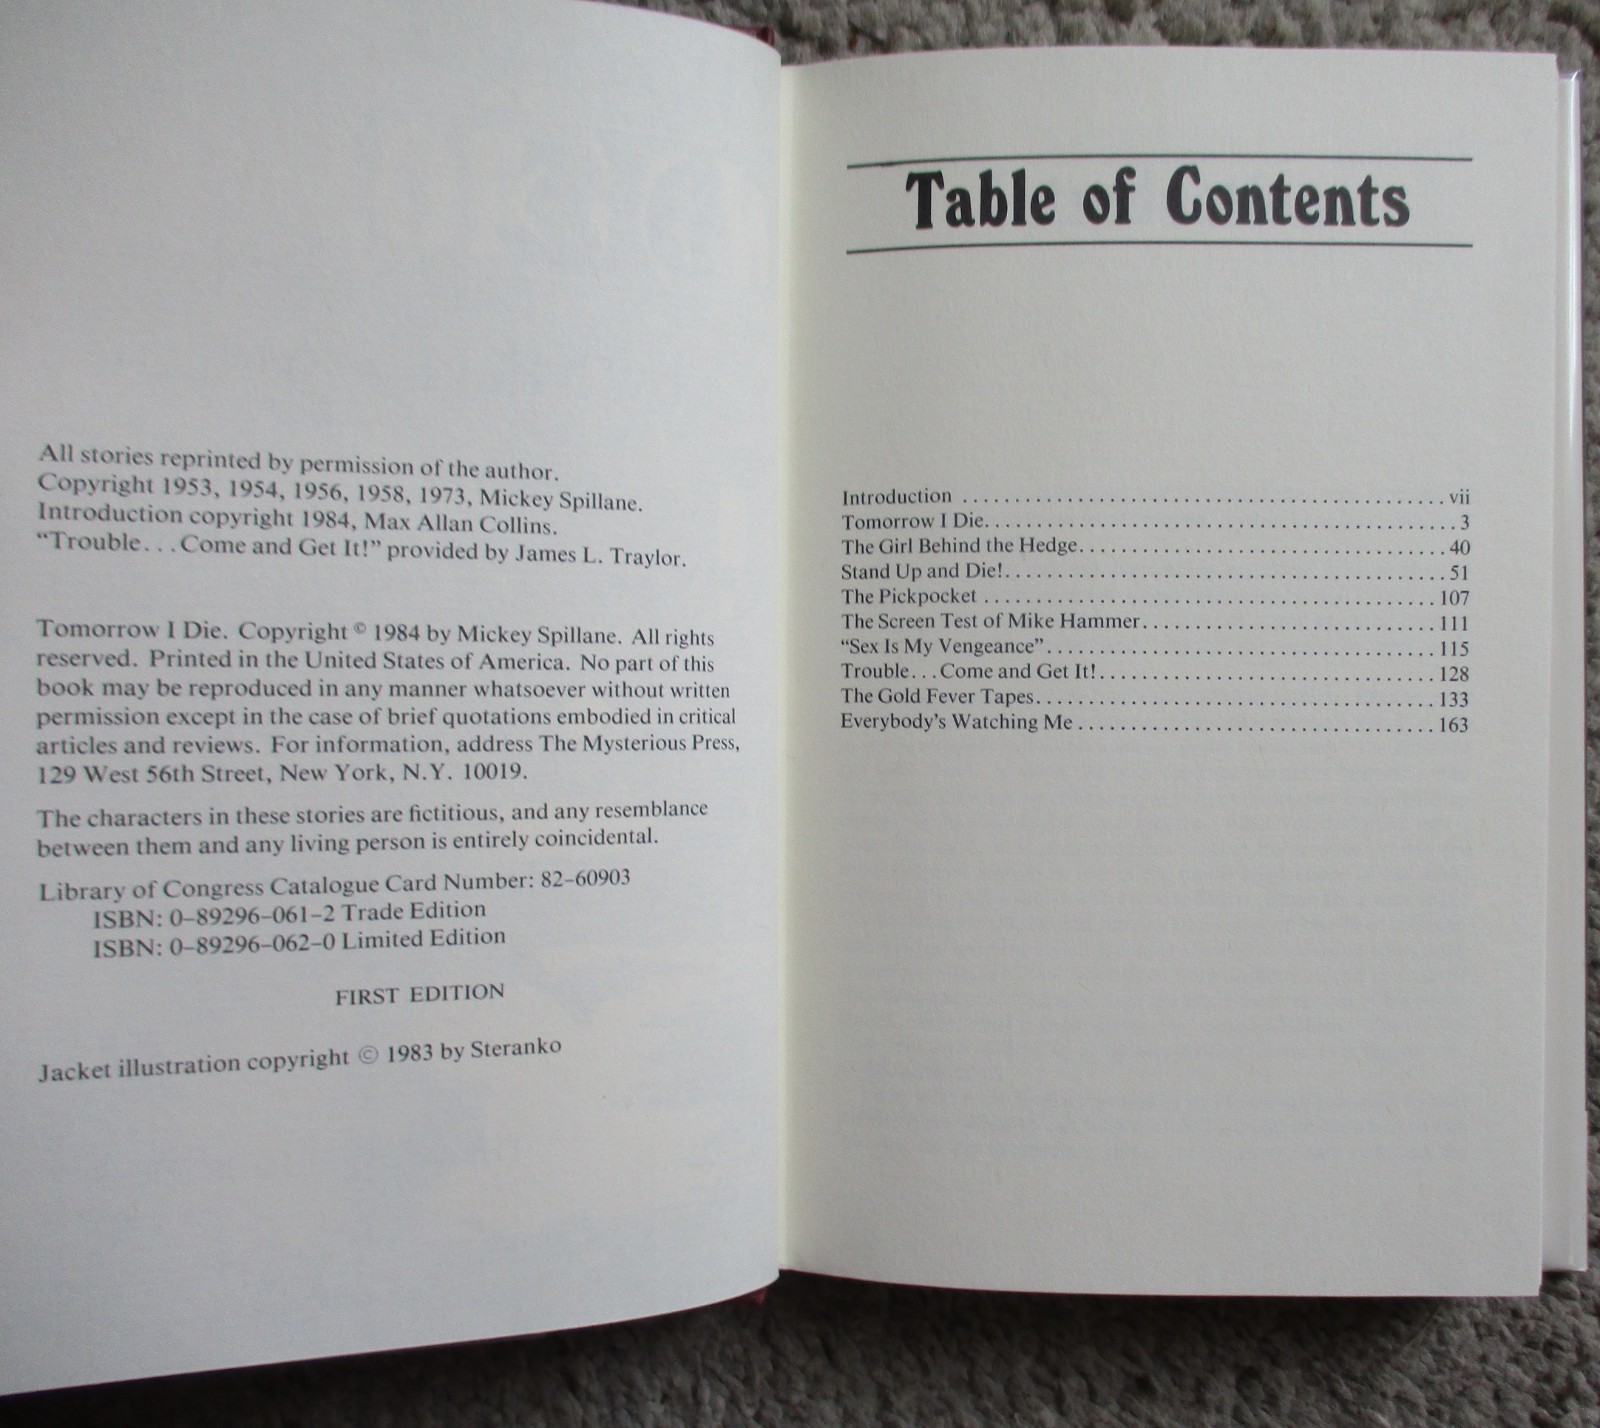 All stories reprinted by permission of the author.
Copyright 1953, 1954, 1956, 1958, 1973, Mickey Spillane.
Introduction copyright 1984, Max Allan Collins.
“Trouble. . .Come and Get It!” provided by James L. Traylor.
Tomorrow I Die. Copyright © 1984 by Mickey Spillane. All rights
reserved. Printed in the United States of America. No part of this
book may be reproduced in any manner whatsoever without written
permission except in the case of brief quotations embodied in critical
articles and reviews. For information, address The Mysterious Press,
129 West 56th Street, New York, N.Y. 10019.
The characters in these stories are fictitious, and any resemblance
between them and any living person is entirely coincidental.
Library of Congress Catalogue Card Number: 82–60903
ISBN: 0–89296–061–2 Trade Edition
ISBN: 0–89296–062–0 Limited Edition
FIRST EDITION
Jacket illustration copyright © 1983 by Steranko
Table of Contents
Introduction . . . . . . . . . . . . . . . . . . . . vii
Tomorrow I Die. . . . . . . . . . . . . . . . . . . . 3
The Girl Behind the Hedge. . . . . . . . . . . . . . . . . . . . 40
Stand Up and Die!. . . . . . . . . . . . . . . . . . . . 51
The Pickpocket . . . . . . . . . . . . . . . . . . . . 107
The Screen Test of Mike Hammer. . . . . . . . . . . . . . . . . . . . 111
“Sex Is My Vengeance” . . . . . . . . . . . . . . . . . . . . 115
Trouble. . .Come and Get It!. . . . . . . . . . . . . . . . . . . . 128
The Gold Fever Tapes. . . . . . . . . . . . . . . . . . . . 133
Everybody’s Watching Me . . . . . . . . . . . . . . . . . . . . 163